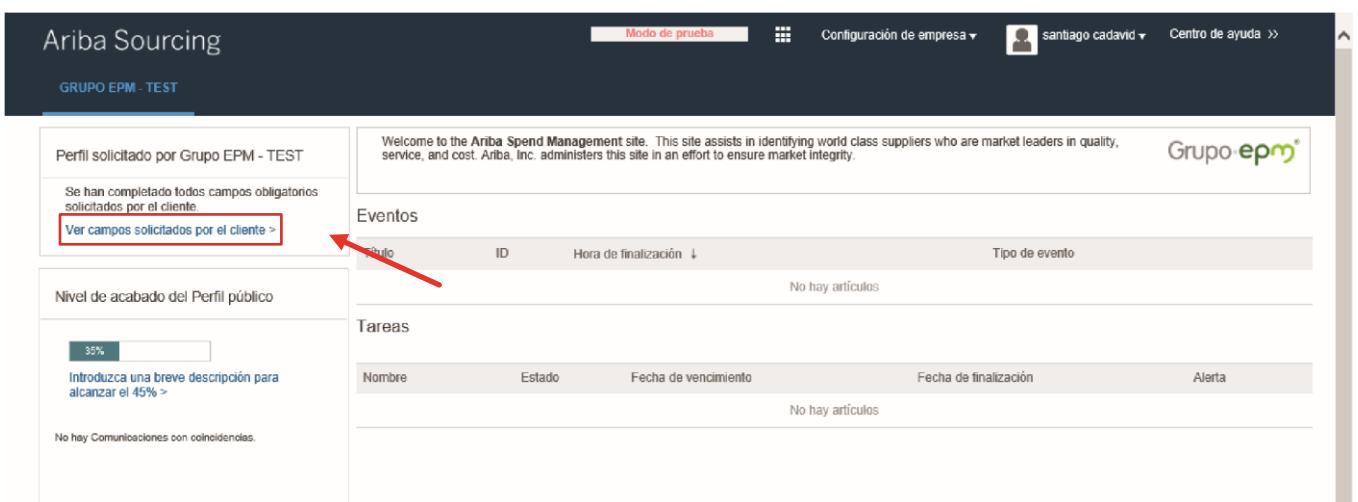 Ariba Sourcing
Modo de prueba
Configuración de empresa
santiago cadavid
Centro de ayuda >>
GRUPO EPM - TEST
Perfil solicitado por Grupo EPM - TEST
Se han completado todos campos obligatorios
solicitados por el cliente.
Ver campos solicitados por el cliente >
Nivel de acabado del Perfil público
35%
Introduzca una breve descripción para
alcanzar el 45% >
No hay Comunicaciones con coincidencias.
Welcome to the Ariba Spend Management site. This site assists in identifying world class suppliers who are market leaders in quality,
service, and cost. Ariba, Inc. administers this site in an effort to ensure market integrity.
Grupo·epm®
Eventos
Título ID Hora de finalización ↓ Tipo de evento
No hay artículos
Tareas
Nombre Estado Fecha de vencimiento Fecha de finalización Alerta
No hay artículos